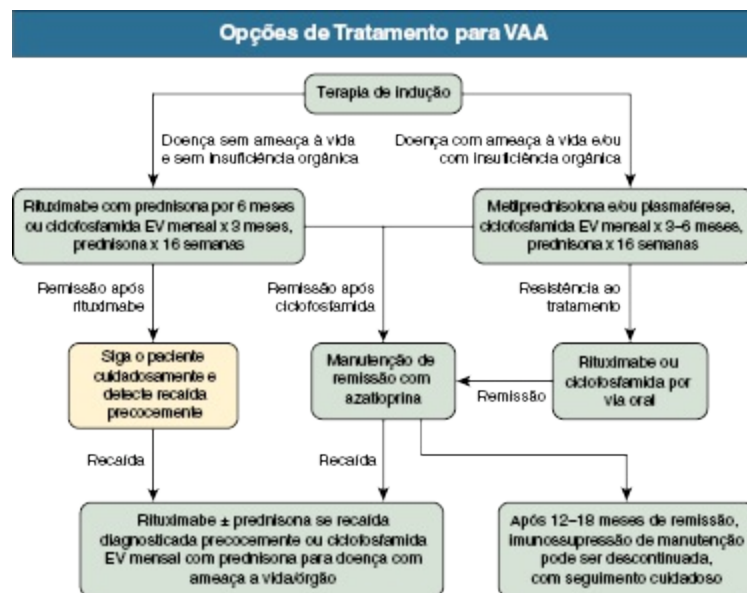 Opções de Tratamento para VAA
Terapia de indução
Doença sem ameaça à vida
e sem insuficiência orgânica
Doença com ameaça à vida e/ou
com insuficiência orgânica
Rituximabe com prednisona por 6 meses
ou ciclofosfamida EV mensal x 3 meses,
prednisona x 16 semanas
Metilprednisolona e/ou plasmaférese,
ciclofosfamida EV mensal x 3–6 meses,
prednisona x 16 semanas
Remissão após
rituximabe
Remissão após
ciclofosfamida
Resistência ao
tratamento
Siga o paciente
cuidadosamente e
detecte recaída
precocemente
Manutenção de
remissão com
azatioprina
Rituximabe ou
ciclofosfamida por
via oral
Remissão
Recaída
Recaída
Rituximabe ± prednisona se recaída
diagnosticada precocemente ou ciclofosfamida
EV mensal com prednisona para doença com
ameaça a vida/órgão
Após 12–18 meses de remissão,
imunossupressão de manutenção
pode ser descontinuada,
com seguimento cuidadoso